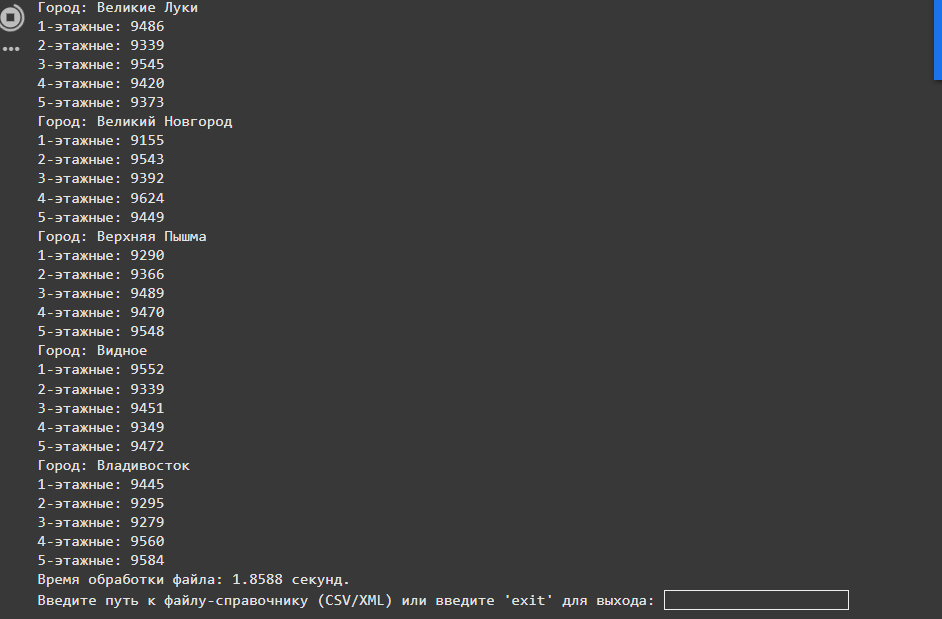 Город: Великие Луки
1-этажные: 9486
2-этажные: 9339
3-этажные: 9545
4-этажные: 9420
5-этажные: 9373
Город: Великий Новгород
1-этажные: 9155
2-этажные: 9543
3-этажные: 9392
4-этажные: 9624
5-этажные: 9449
Город: Верхняя Пышма
1-этажные: 9290
2-этажные: 9366
3-этажные: 9489
4-этажные: 9470
5-этажные: 9548
Город: Видное
1-этажные: 9552
2-этажные: 9339
3-этажные: 9451
4-этажные: 9349
5-этажные: 9472
Город: Владивосток
1-этажные: 9445
2-этажные: 9295
3-этажные: 9279
4-этажные: 9560
5-этажные: 9584
Время обработки файла: 1.8588 секунд.
Введите путь к файлу-справочнику (CSV/XML) или введите 'exit' для выхода: